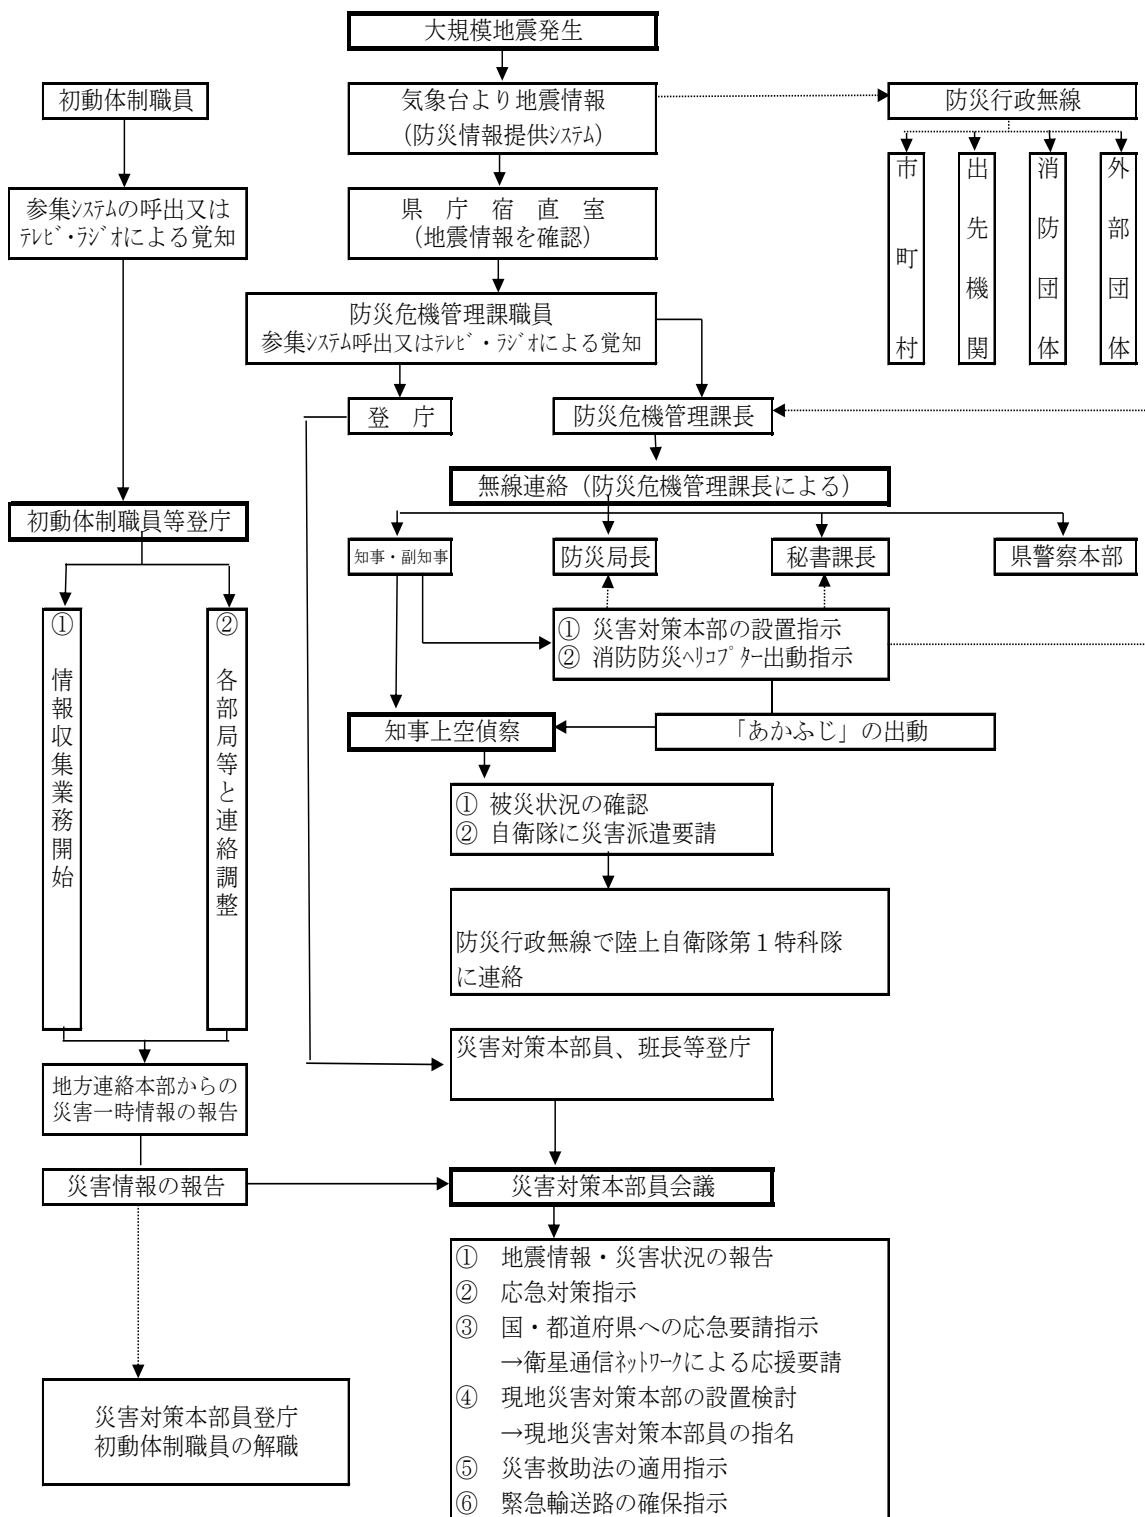 大規模地震発生
初動体制職員
気象台より地震情報
(防災情報提供ｼｽﾃﾑ)
防災行政無線
市町村
出先機関
消防団体
外部団体
参集ｼｽﾃﾑの呼出又は
ﾃﾚﾋﾞ・ﾗｼﾞｵによる覚知
県庁宿直室
(地震情報を確認)
防災危機管理課職員
参集ｼｽﾃﾑ呼出又はﾃﾚﾋﾞ・ﾗｼﾞｵによる覚知
登 庁
防災危機管理課長
無線連絡（防災危機管理課長による）
初動体制職員等登庁
知事・副知事
防災局長
秘書課長
県警察本部
① 情報収集業務開始
② 各部局等と連絡調整
① 災害対策本部の設置指示
② 消防防災ﾍﾘｺﾌﾟﾀｰ出動指示
知事上空偵察
「あかふじ」の出動
① 被災状況の確認
② 自衛隊に災害派遣要請
防災行政無線で陸上自衛隊第１特科隊
に連絡
災害対策本部員、班長等登庁
地方連絡本部からの
災害一時情報の報告
災害情報の報告
災害対策本部員会議
① 地震情報・災害状況の報告
② 応急対策指示
③ 国・都道府県への応急要請指示
→衛星通信ﾈｯﾄﾜｰｸによる応援要請
④ 現地災害対策本部の設置検討
→現地災害対策本部員の指名
⑤ 災害救助法の適用指示
⑥ 緊急輸送路の確保指示
災害対策本部員登庁
初動体制職員の解職